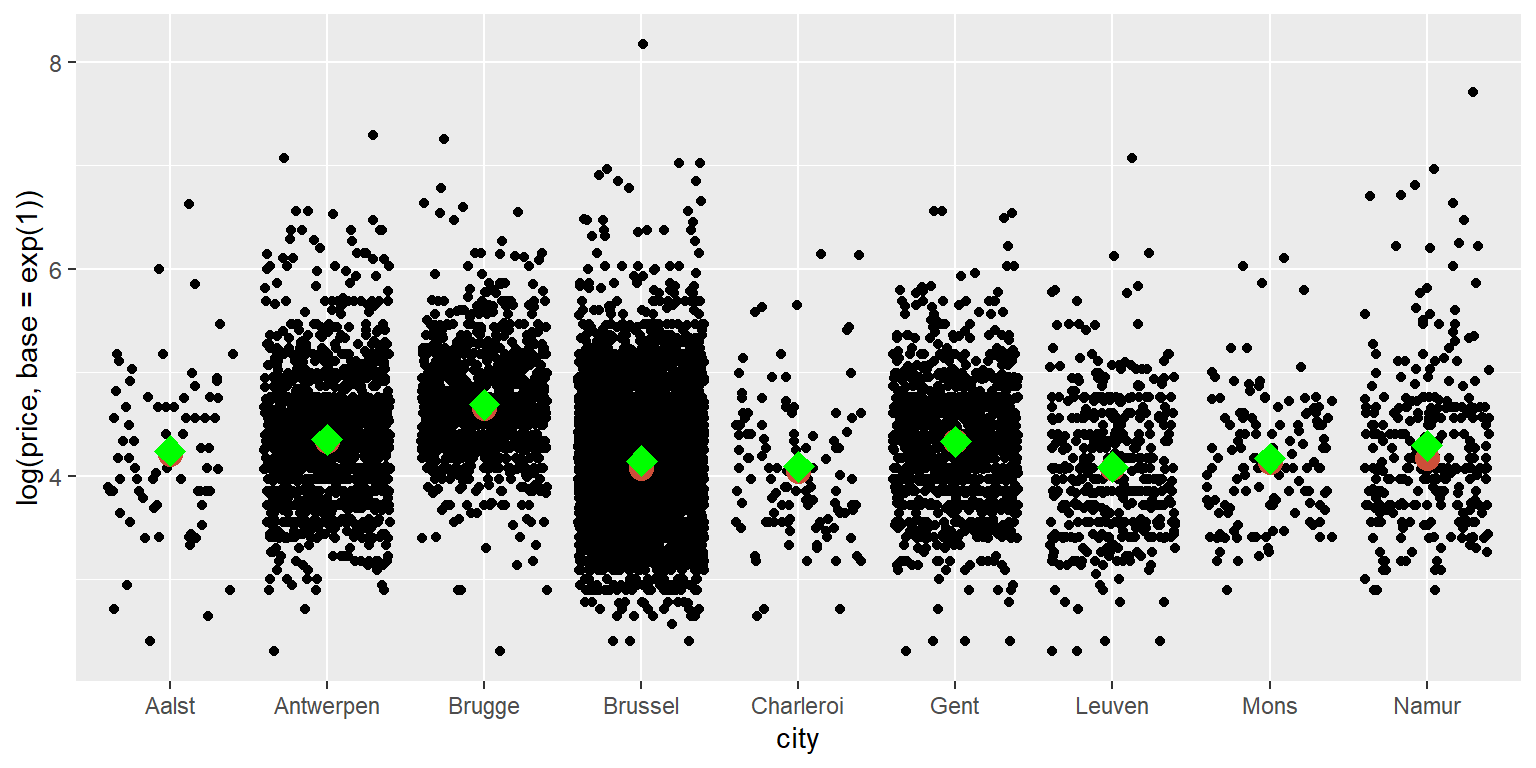 log(price, base = exp(1))
8
6
4
Aalst Antwerpen Brugge Brussel Charleroi Gent Leuven Mons Namur
city